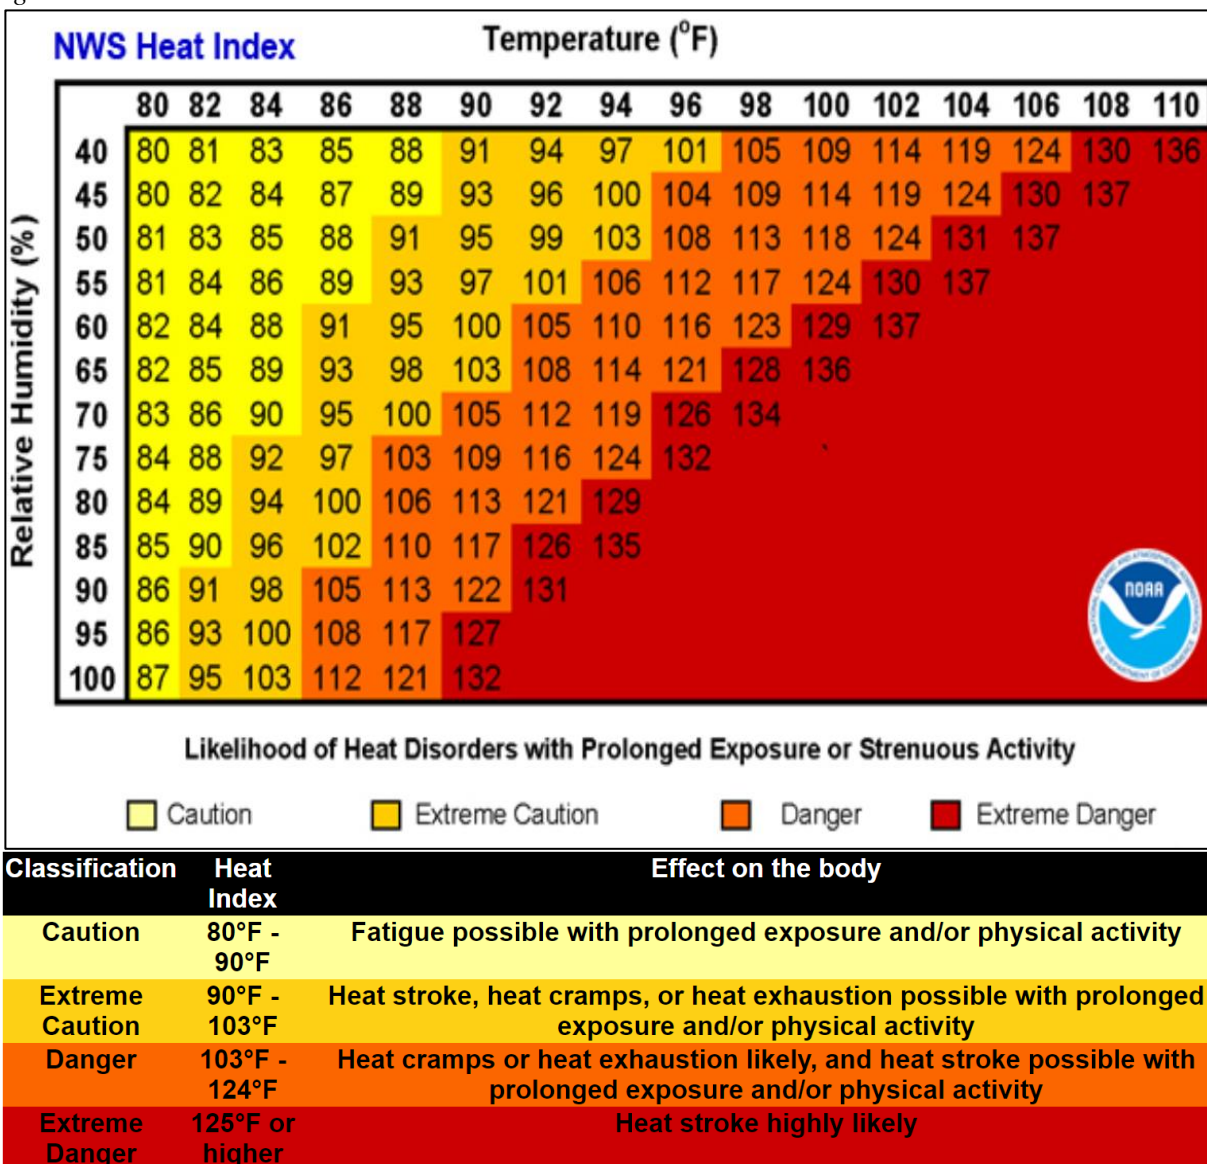 NWS Heat Index
Temperature (°F)
80 82 84 86 88 90 92 94 96 98 100 102 104 106 108 110
Relative Humidity (%)
40 80 81 83 85 88 91 94 97 101 105 109 114 119 124 130 136
45 80 82 84 87 89 93 96 100 104 109 114 119 124 130 137
50 81 83 85 88 91 95 99 103 108 113 118 124 131 137
55 81 84 86 89 93 97 101 106 112 117 124 130 137
60 82 84 88 91 95 100 105 110 116 123 129 137
65 82 85 89 93 98 103 108 114 121 128 136
70 83 86 90 95 100 105 112 119 126 134
75 84 88 92 97 103 109 116 124 132
80 84 89 94 100 106 113 121 129
85 85 90 96 102 110 117 126 135
90 86 91 98 105 113 122 131
95 86 93 100 108 117 127
100 87 95 103 112 121 132
NOAA
Likelihood of Heat Disorders with Prolonged Exposure or Strenuous Activity
Caution Extreme Caution Danger Extreme Danger
Classification Heat Index Effect on the body
Caution 80°F - 90°F Fatigue possible with prolonged exposure and/or physical activity
Extreme Caution 90°F - 103°F Heat stroke, heat cramps, or heat exhaustion possible with prolonged
exposure and/or physical activity
Danger 103°F - 124°F Heat cramps or heat exhaustion likely, and heat stroke possible with
prolonged exposure and/or physical activity
Extreme Danger 125°F or higher Heat stroke highly likely